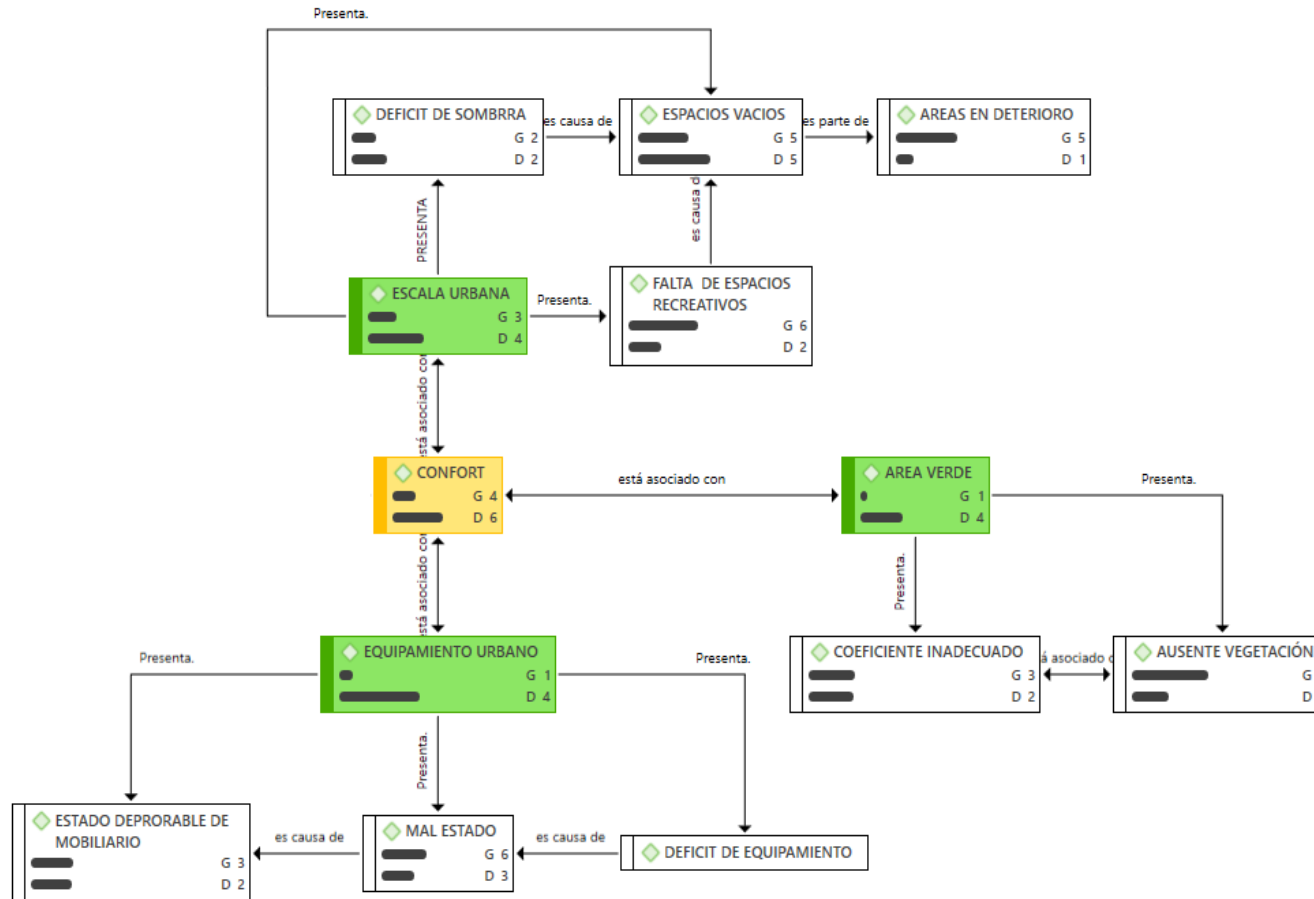 Presenta.
DEFICIT DE SOMBRRA
G 2
D 2
es causa de
ESPACIOS VACIOS
G 5
D 5
es parte de
AREAS EN DETERIORO
G 5
D 1
PRESENTA
es causa d
ESCALA URBANA
G 3
D 4
Presenta.
FALTA DE ESPACIOS
RECREATIVOS
G 6
D 2
está asociado con
CONFORT
G 4
D 6
está asociado con
AREA VERDE
G 1
D 4
Presenta.
está asociado con
Presenta.
EQUIPAMIENTO URBANO
G 1
D 4
Presenta.
Presenta.
COEFICIENTE INADECUADO
G 3
D 2
á asociado c
AUSENTE VEGETACIÓN
G
D
Presenta.
ESTADO DEPRORABLE DE
MOBILIARIO
G 3
D 2
es causa de
MAL ESTADO
G 6
D 3
es causa de
DEFICIT DE EQUIPAMIENTO